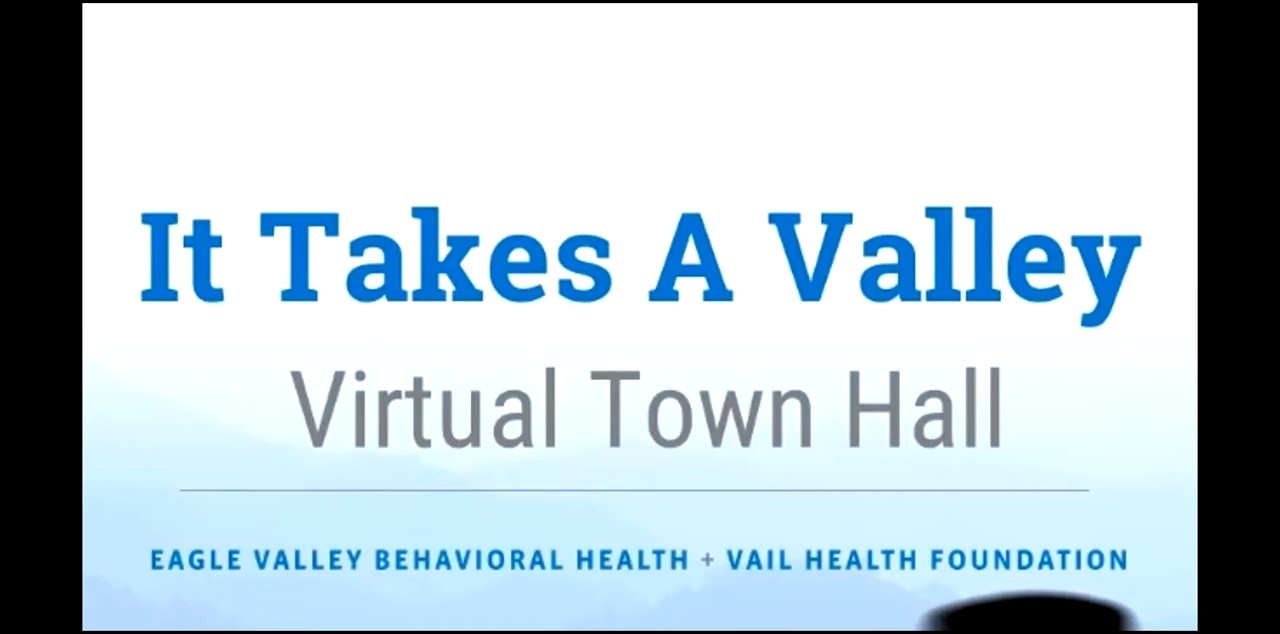 It Takes A Valley
Virtual Town Hall
EAGLE VALLEY BEHAVIORAL HEALTH + VAIL HEALTH FOUNDATION